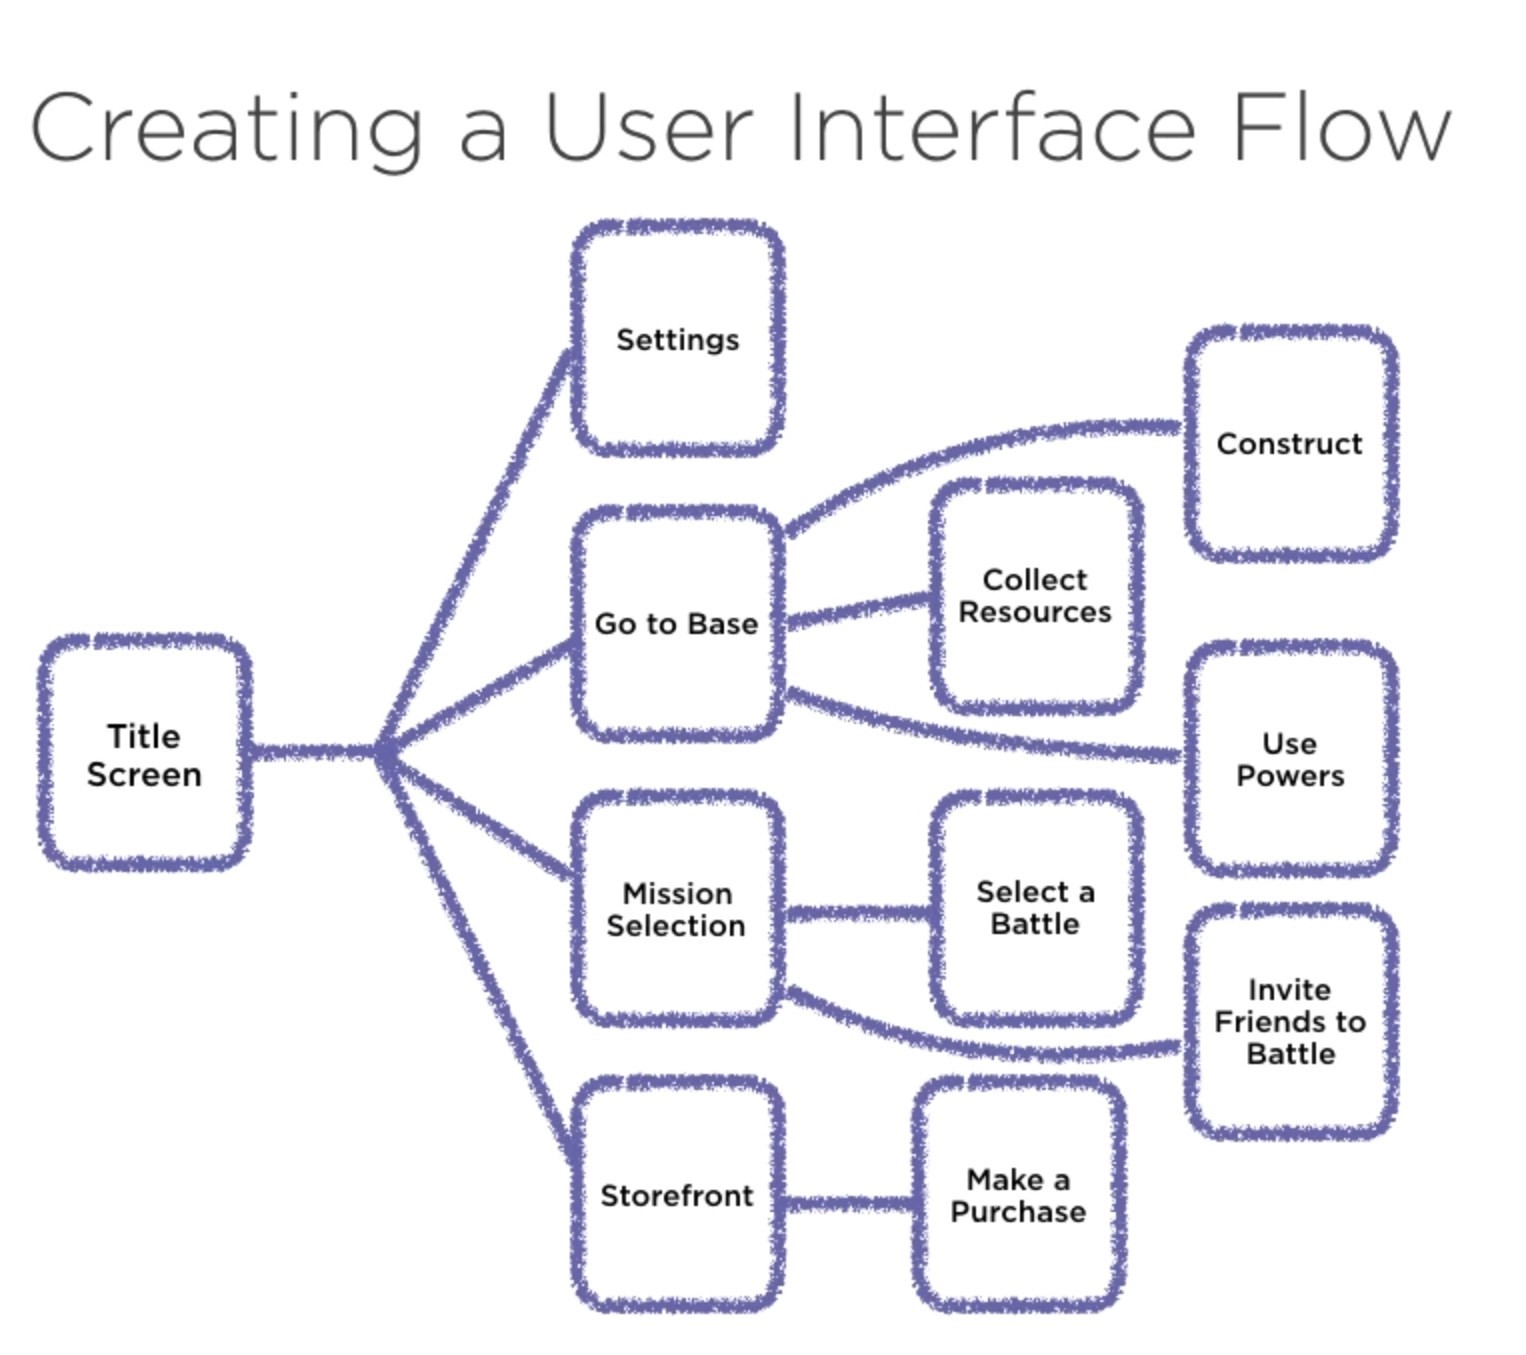 Creating a User Interface Flow
Title
Screen
Settings
Go to Base
Construct
Collect
Resources
Use
Powers
Mission
Selection
Select a
Battle
Invite
Friends to
Battle
Storefront
Make a
Purchase